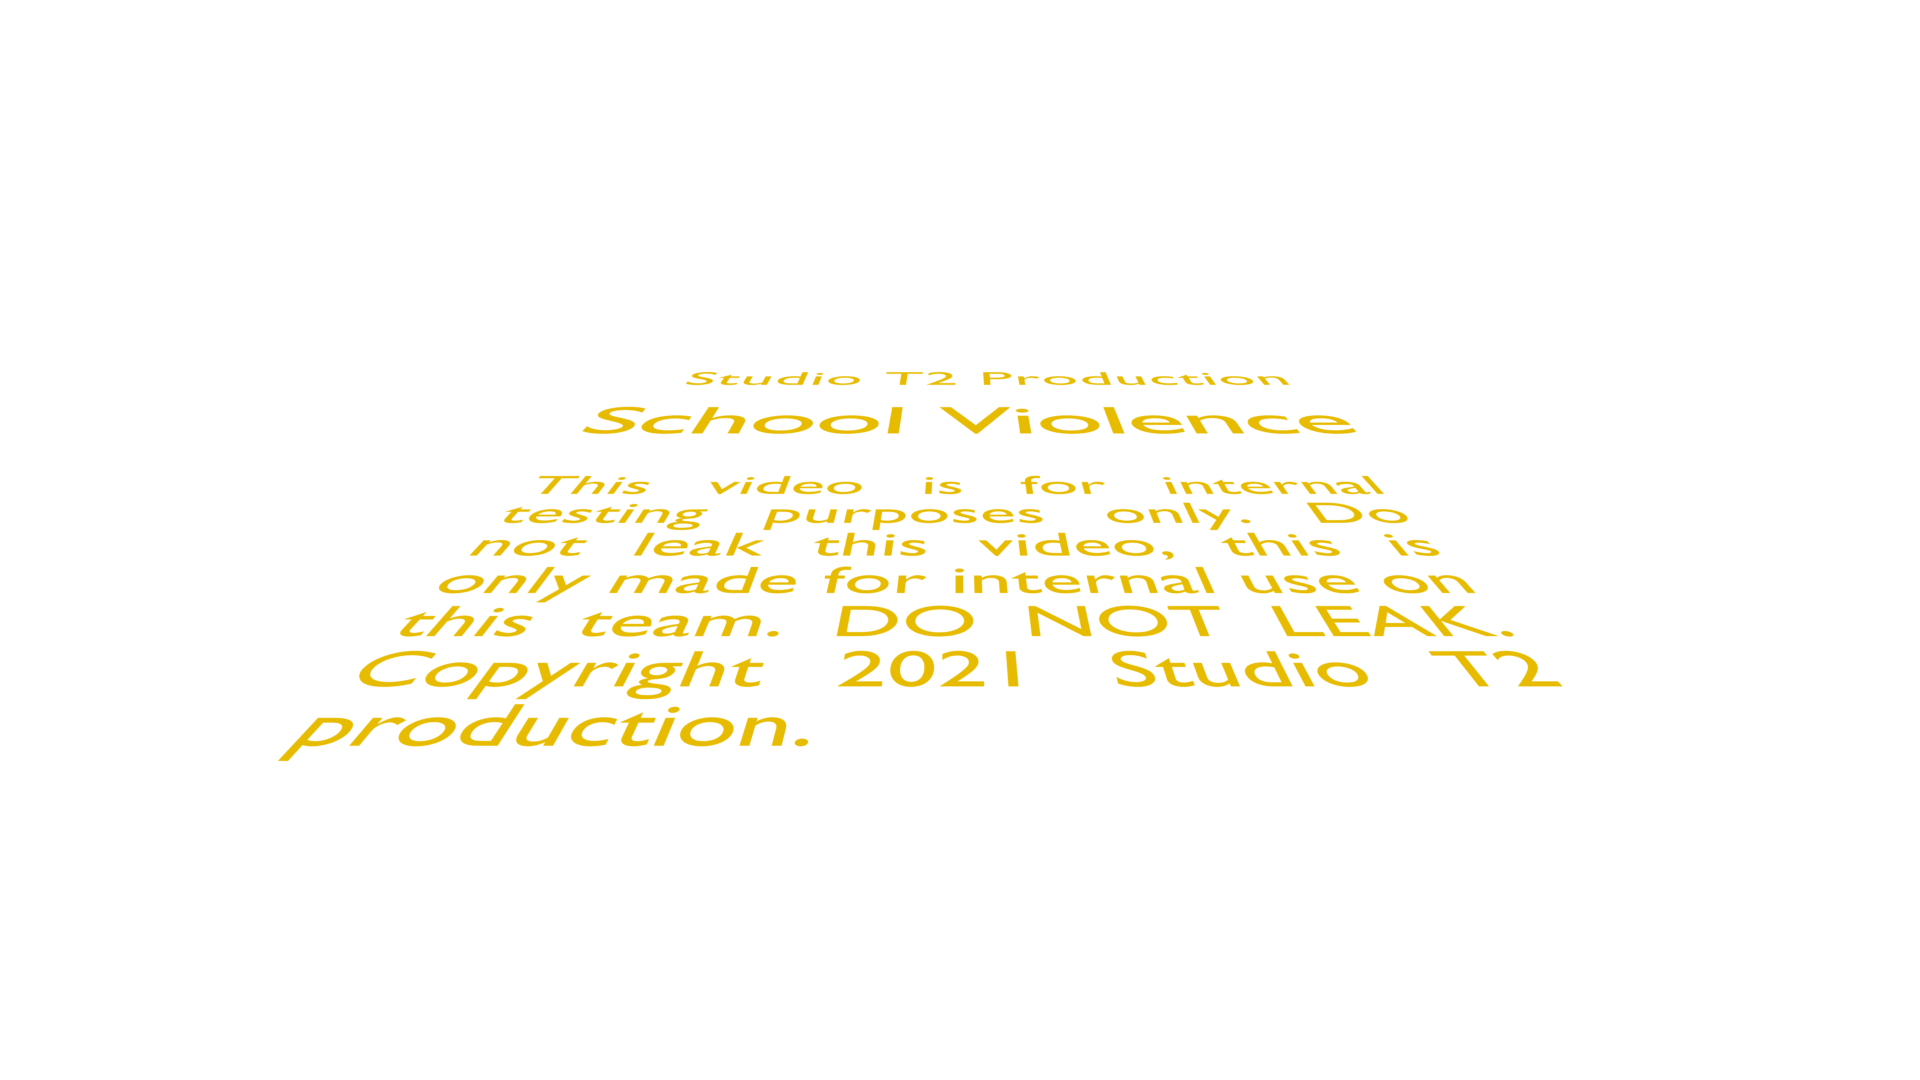 Studio T2 Production
School Violence
This video is for internal
testing purposes only. Do
not leak this video, this is
only made for internal use on
this team. DO NOT LEAK.
Copyright 2021 Studio T2
production.